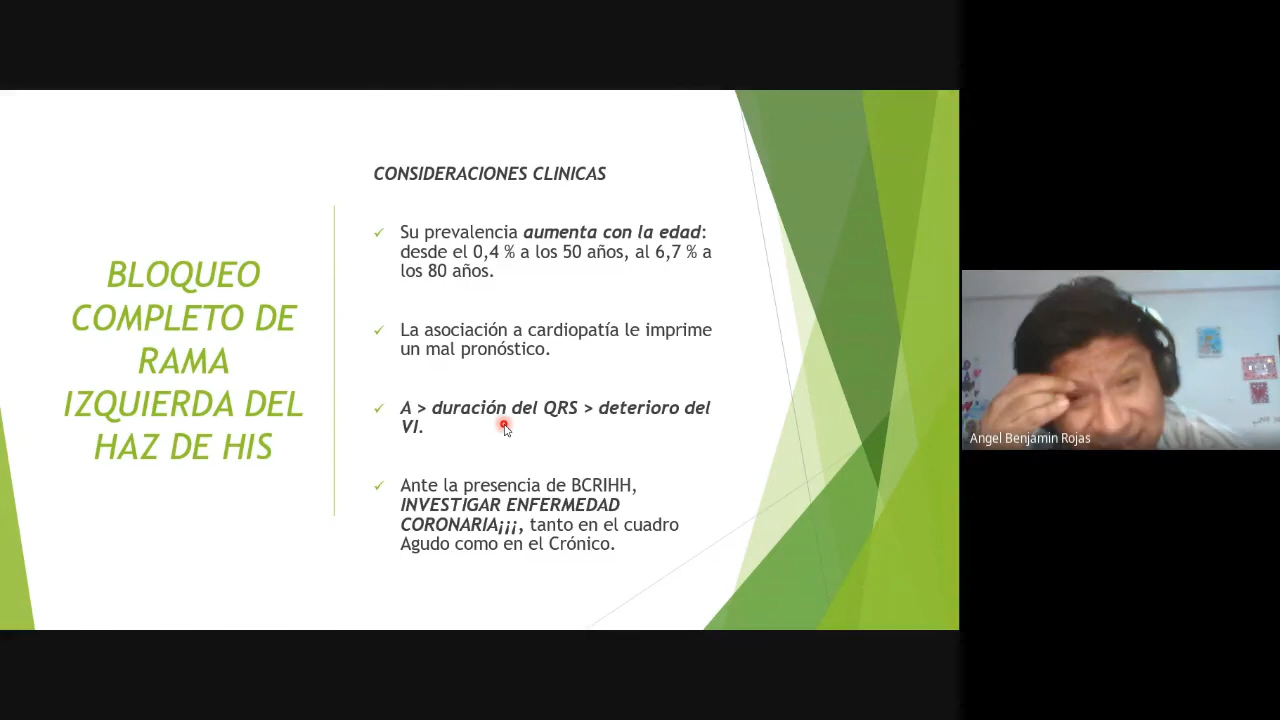 BLOQUEO
COMPLETO DE
RAMA
IZQUIERDA DEL
HAZ DE HIS
CONSIDERACIONES CLINICAS
✓ Su prevalencia aumenta con la edad:
desde el 0,4 % a los 50 años, al 6,7 % a
los 80 años.
✓ La asociación a cardiopatía le imprime
un mal pronóstico.
✓ A > duración del QRS > deterioro del
VI.
✓ Ante la presencia de BCRIHH,
INVESTIGAR ENFERMEDAD
CORONARIA¡¡¡, tanto en el cuadro
Agudo como en el Crónico.
Angel Benjamin Rojas